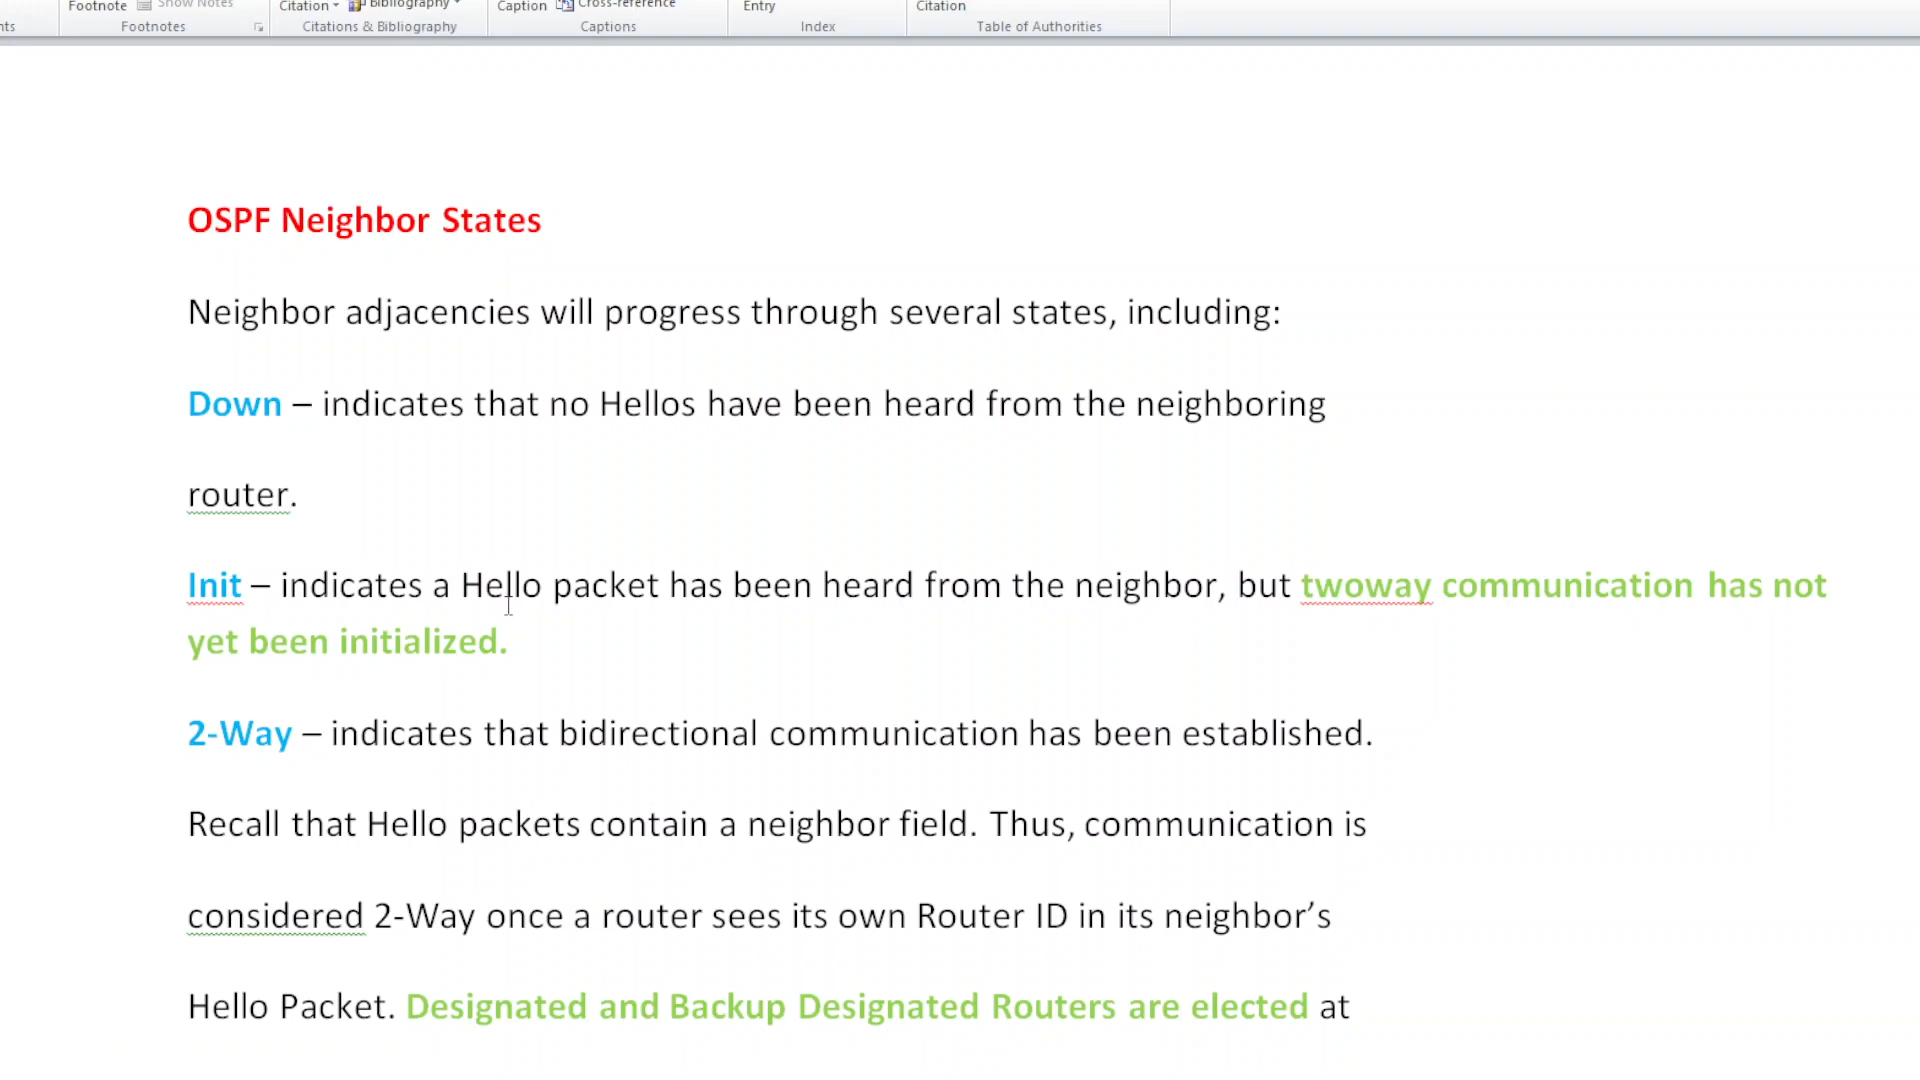 Footnote Show Notes Citation Bibliography Caption Cross-reference Entry Citation
Footnotes Citations & Bibliography Captions Index Table of Authorities
OSPF Neighbor States
Neighbor adjacencies will progress through several states, including:
Down – indicates that no Hellos have been heard from the neighboring
router.
Init – indicates a Hello packet has been heard from the neighbor, but twoway communication has not
yet been initialized.
2-Way – indicates that bidirectional communication has been established.
Recall that Hello packets contain a neighbor field. Thus, communication is
considered 2-Way once a router sees its own Router ID in its neighbor’s
Hello Packet. Designated and Backup Designated Routers are elected at